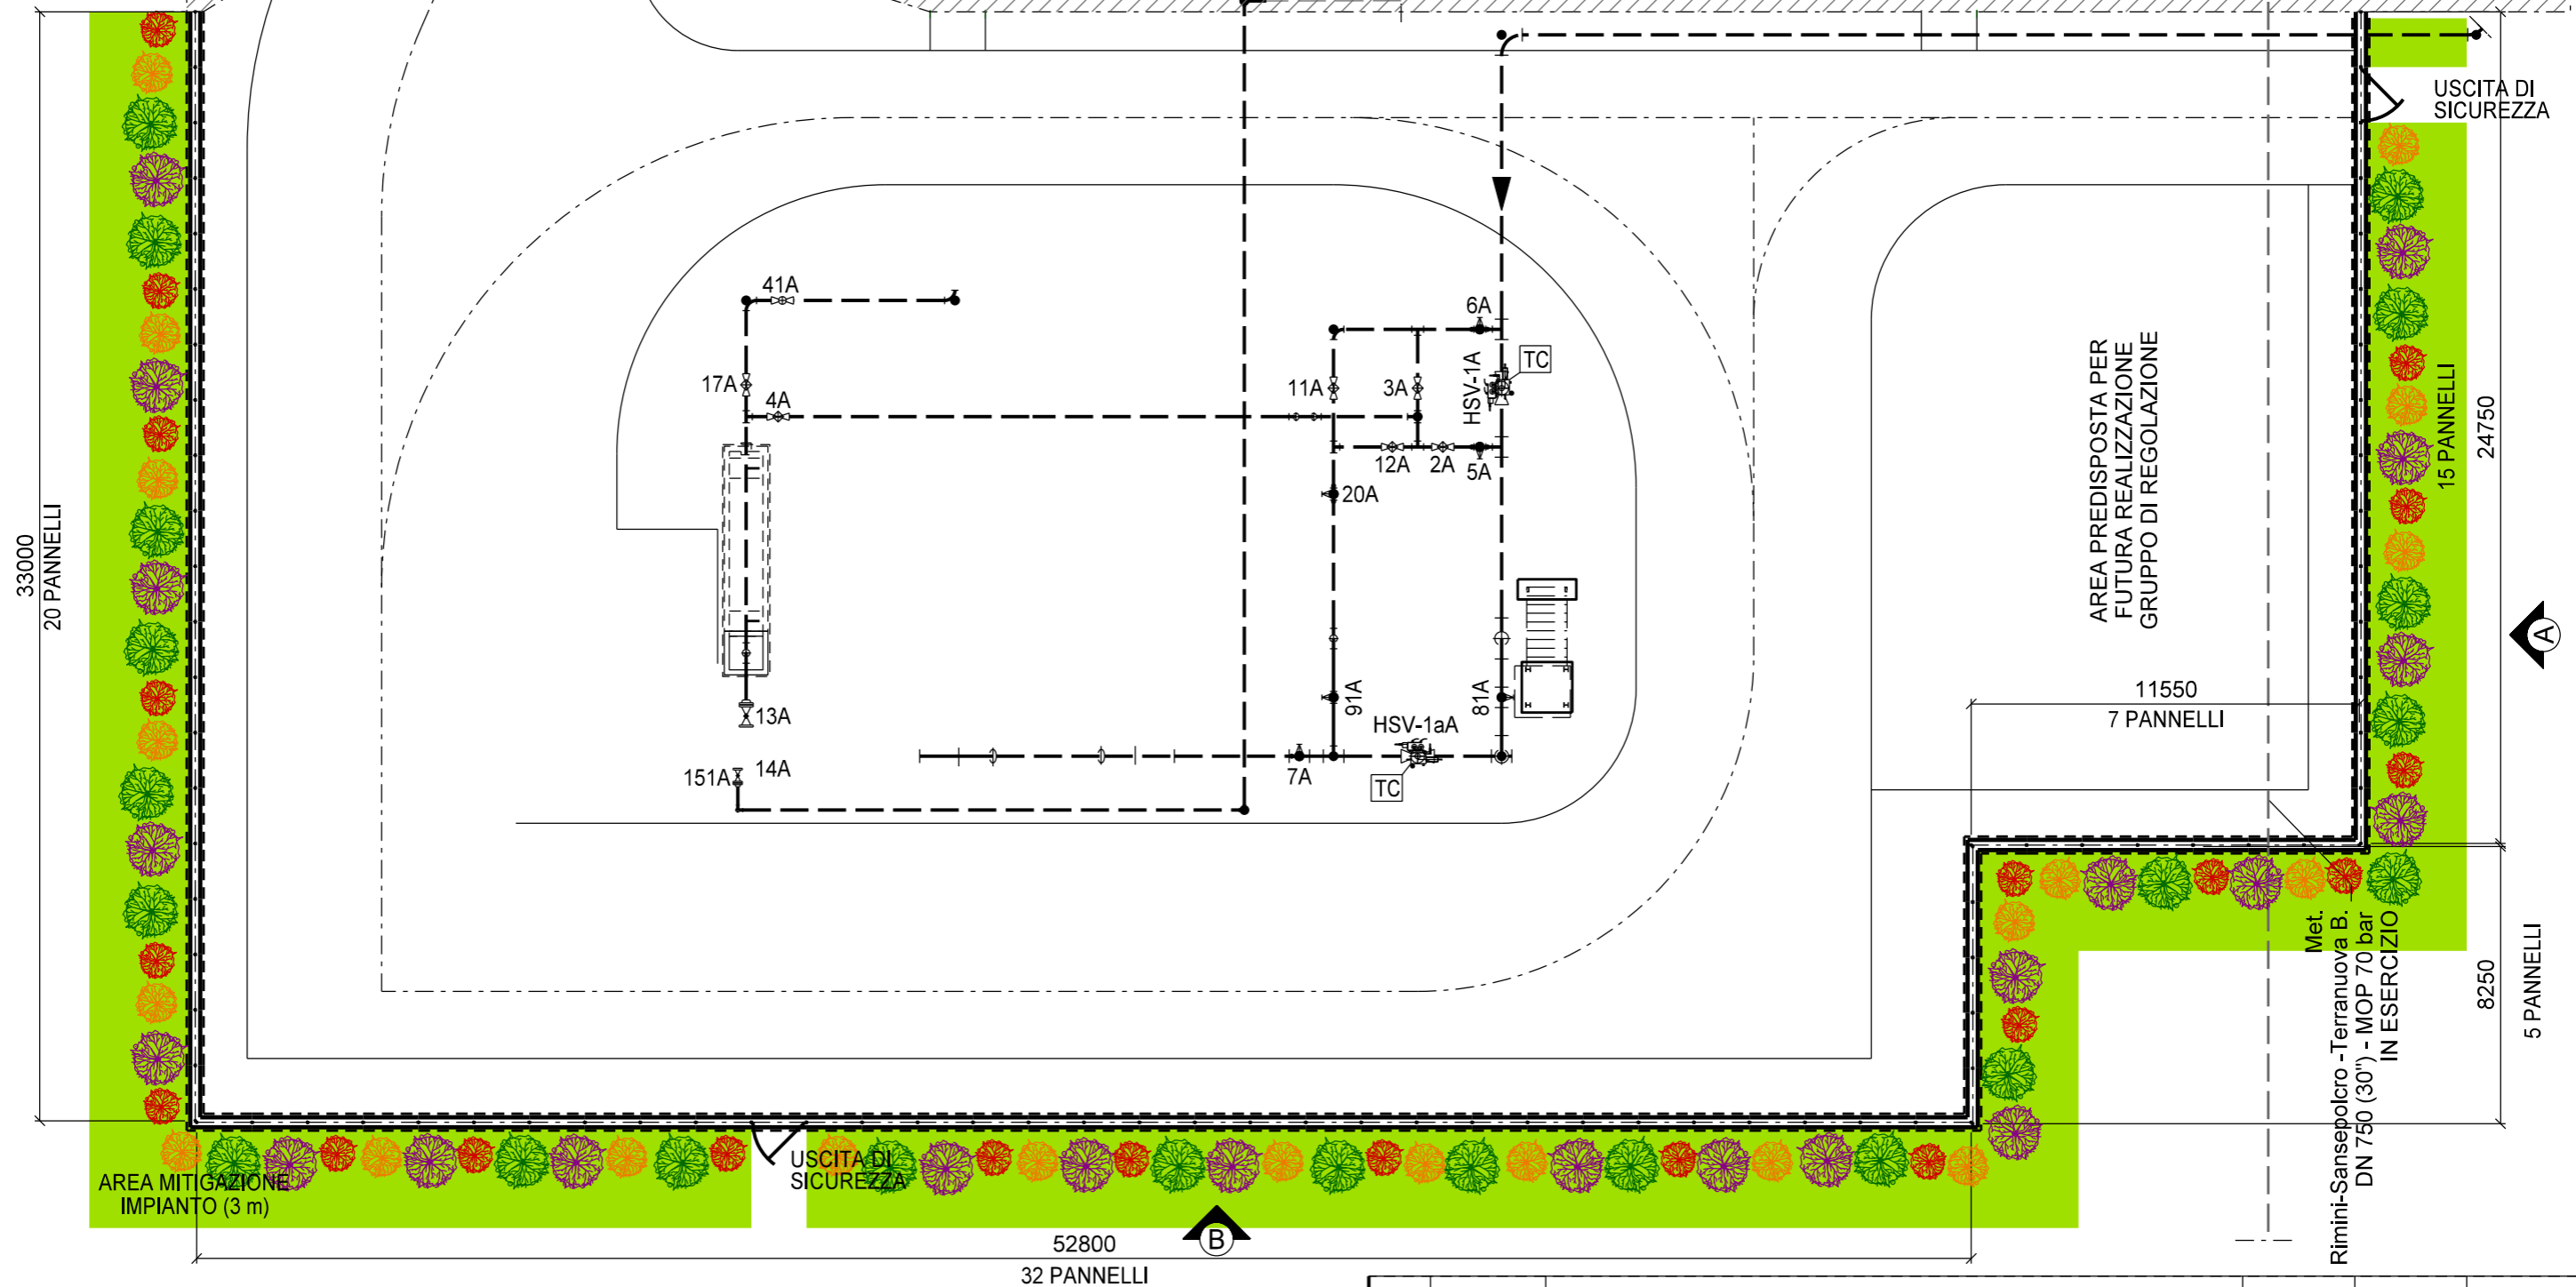 USCITA DI
SICUREZZA
33000
20 PANNELLI
41A
17A
4A
13A
151A
14A
6A
11A
3A
HSV-1A
TC
12A
2A
5A
20A
91A
81A
HSV-1aA
7A
TC
AREA PREDISPOSTA PER
FUTURA REALIZZAZIONE
GRUPPO DI REGOLAZIONE
15 PANNELLI
24750
A
11550
7 PANNELLI
Met.
Rimini-Sansepolcro -Terranuova B.
DN 750 (30") - MOP 70 bar
IN ESERCIZIO
8250
5 PANNELLI
AREA MITIGAZIONE
IMPIANTO (3 m)
USCITA DI
SICUREZZA
B
52800
32 PANNELLI